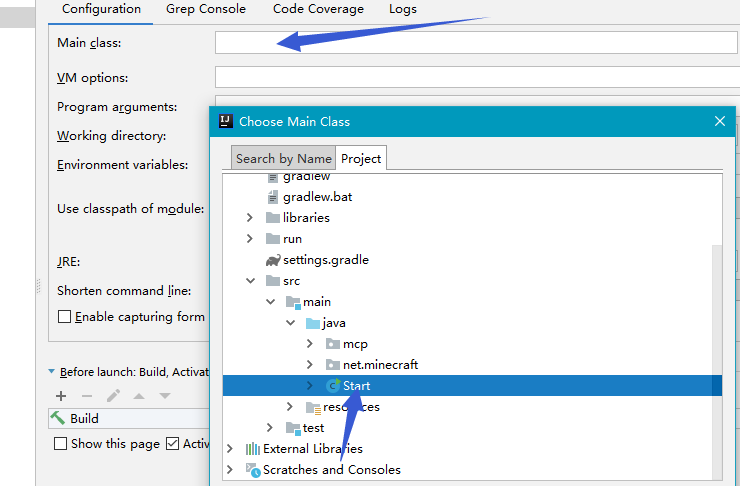 Configuration Grep Console Code Coverage Logs
Main class:
VM options:
Program arguments:
Working directory:
Environment variables:
Use classpath of module:
JRE:
Shorten command line:
Enable capturing form
Before launch: Build, Activat
Build
Show this page Activ
IJ Choose Main Class
Search by Name Project
gradlew
gradlew.bat
libraries
run
settings.gradle
src
main
java
mcp
net.minecraft
C Start
resources
test
External Libraries
Scratches and Consoles